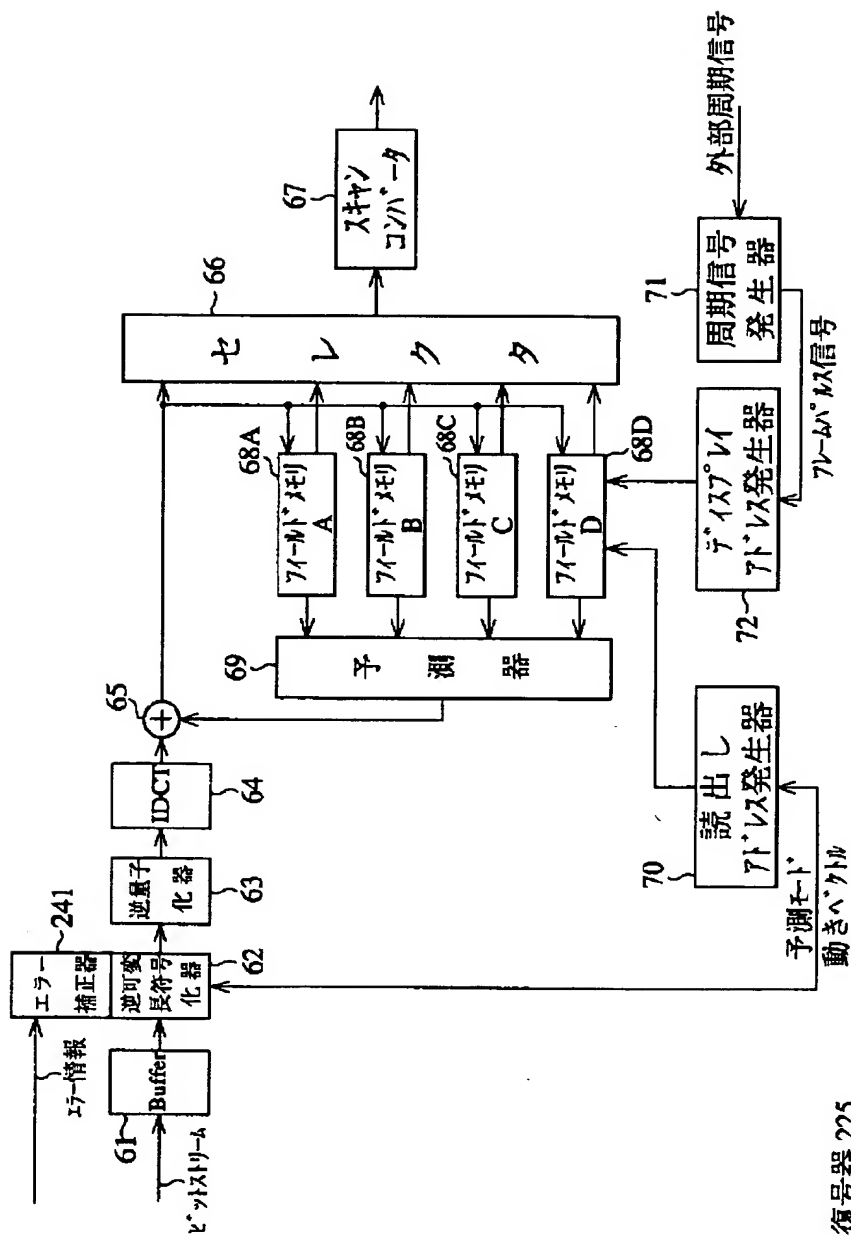 エラー情報
ビットストリーム
61
Buffer
241
エラー
補正器
逆可変
長符号
化器
62
逆量子
化器
63
IDCT
64
65
+
69
予測器
68A
フィールドメモリ
A
68B
フィールドメモリ
B
68C
フィールドメモリ
C
68D
フィールドメモリ
D
66
セレクタ
67
スキャン
コンバータ
予測モード
動きベクトル
70
読出し
アドレス発生器
72
ディスプレイ
アドレス発生器
フレームパルス信号
71
周期信号
発生器
外部周期信号
復号器 225